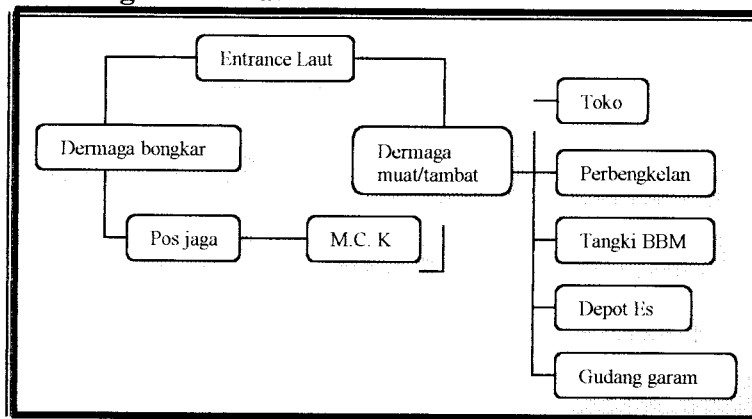 Entrance Laut
Toko
Dermaga bongkar
Dermaga
muat/tambat
Perbengkelan
Pos jaga
M.C. K
Tangki BBM
Depot Es
Gudang garam